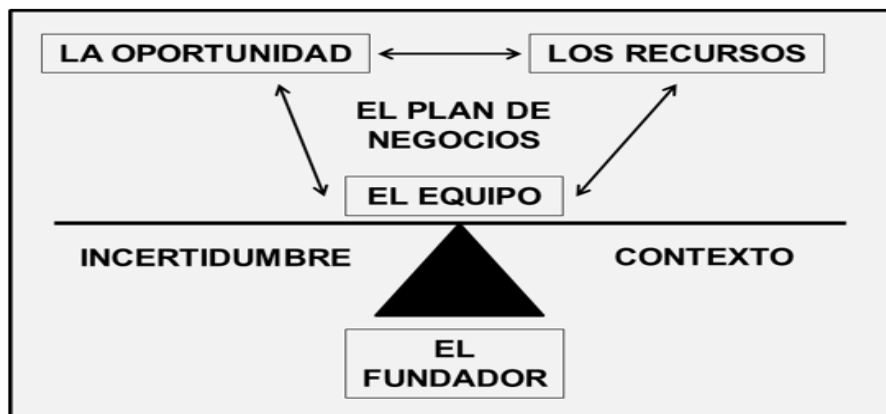 LA OPORTUNIDAD
LOS RECURSOS
EL PLAN DE
NEGOCIOS
EL EQUIPO
INCERTIDUMBRE
CONTEXTO
EL
FUNDADOR